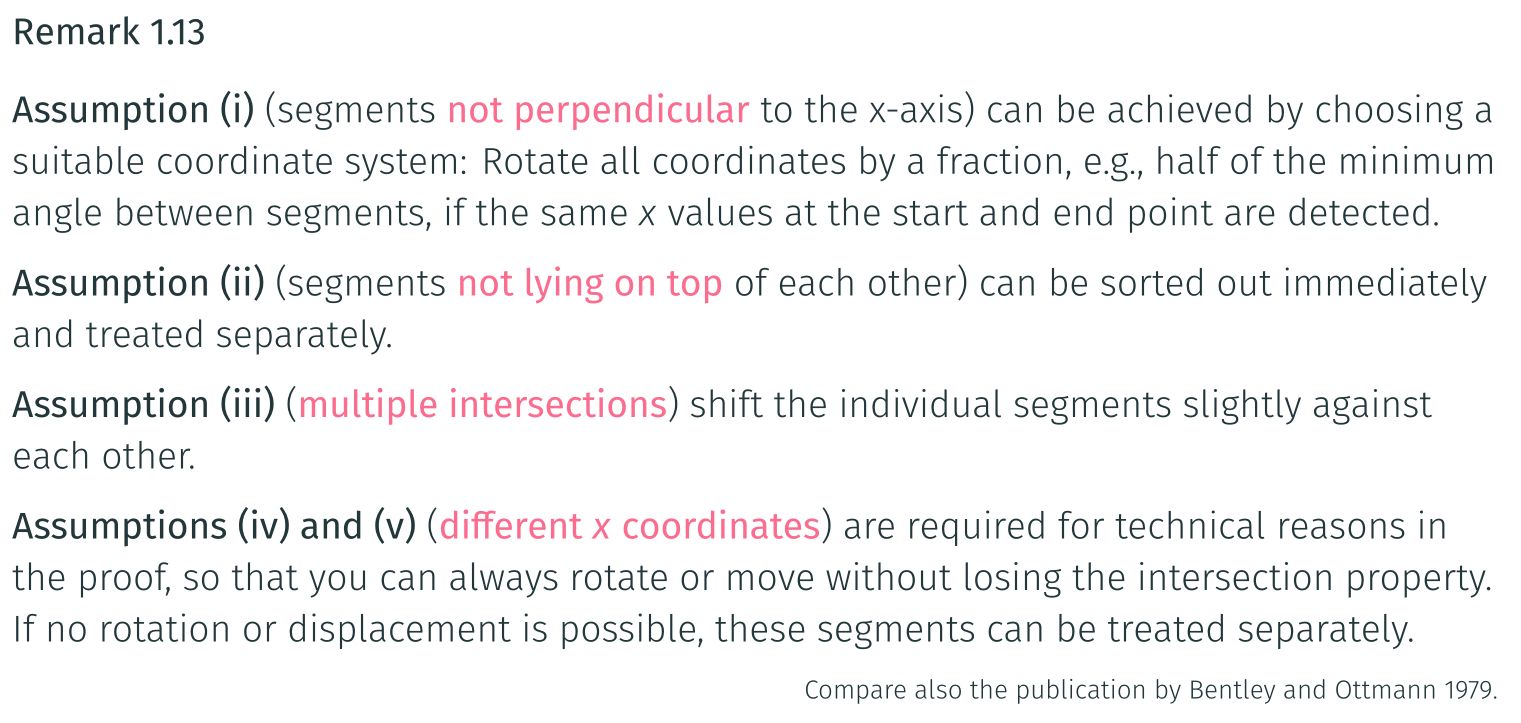 Remark 1.13
Assumption (i) (segments not perpendicular to the x-axis) can be achieved by choosing a
suitable coordinate system: Rotate all coordinates by a fraction, e.g., half of the minimum
angle between segments, if the same x values at the start and end point are detected.
Assumption (ii) (segments not lying on top of each other) can be sorted out immediately
and treated separately.
Assumption (iii) (multiple intersections) shift the individual segments slightly against
each other.
Assumptions (iv) and (v) (different x coordinates) are required for technical reasons in
the proof, so that you can always rotate or move without losing the intersection property.
If no rotation or displacement is possible, these segments can be treated separately.
Compare also the publication by Bentley and Ottmann 1979.